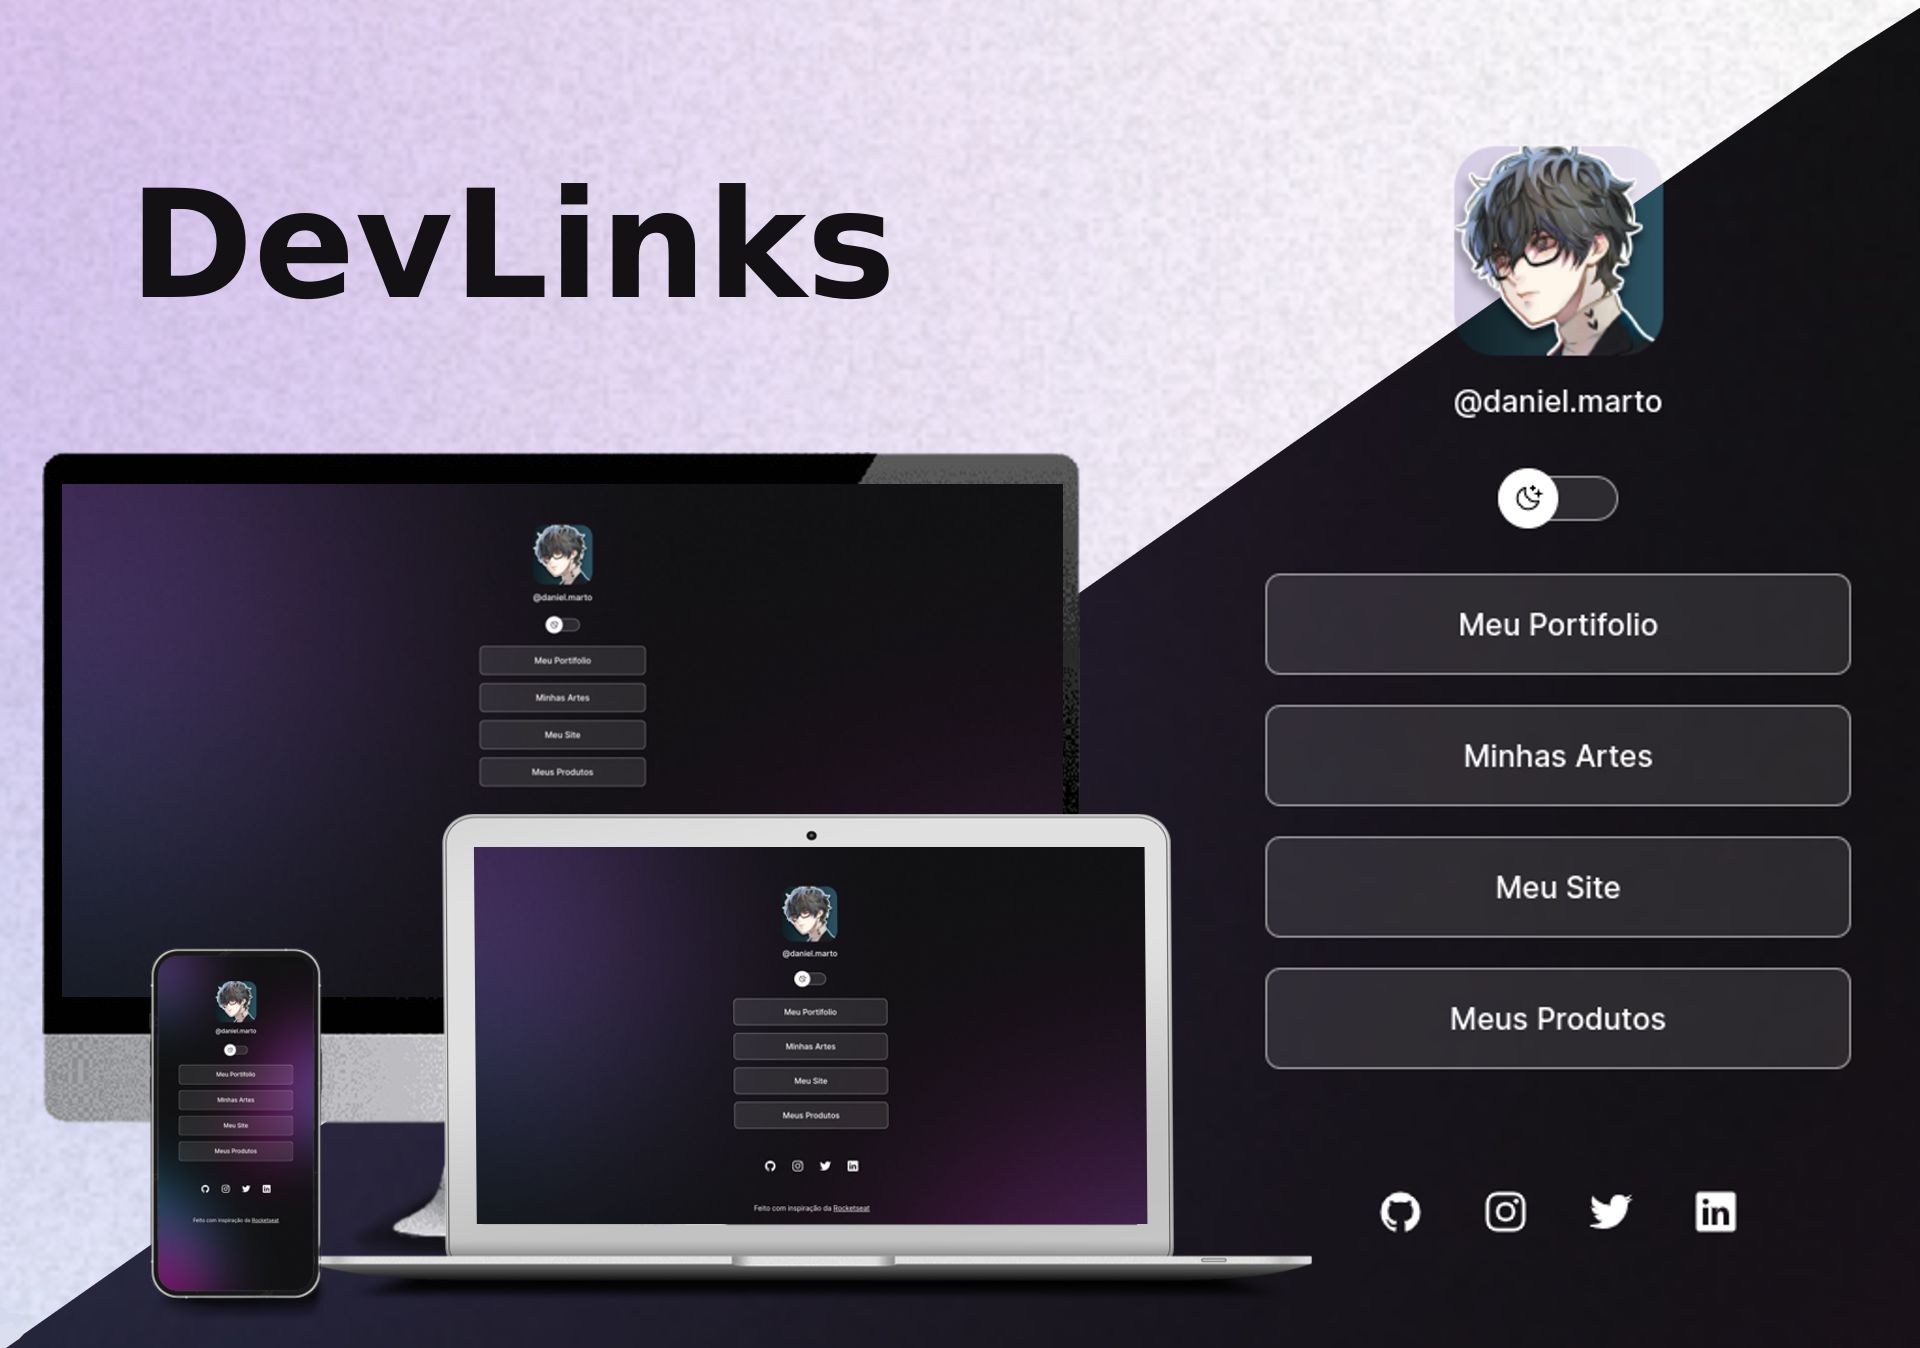 DevLinks
@daniel.marto
Meu Portifolio
Minhas Artes
Meu Site
Meus Produtos
@daniel.marto
Meu Portifolio
Minhas Artes
Meu Site
Meus Produtos
@daniel.marto
Meu Portifolio
Minhas Artes
Meu Site
Meus Produtos
Feito com inspiração da Rocketseat
@daniel.marto
Meu Portifolio
Minhas Artes
Meu Site
Meus Produtos
Feito com inspiração da Rocketseat